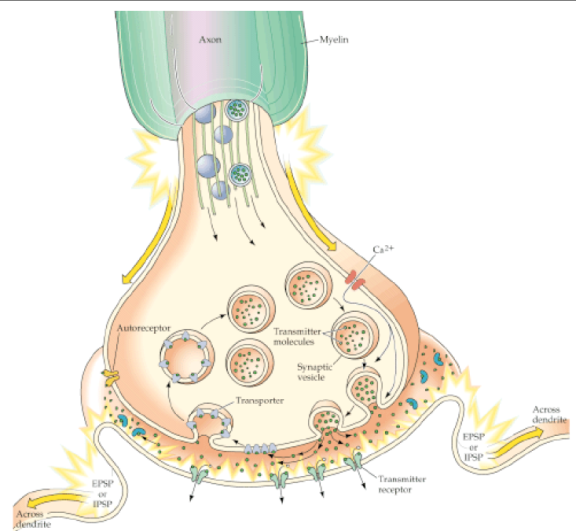 Axon
Myelin
Ca2+
Autoreceptor
Transmitter
molecules
Synaptic
vesicle
Transporter
Across
dendrite
EPSP
or
IPSP
Transmitter
receptor
EPSP
or
IPSP
Across
dendrite